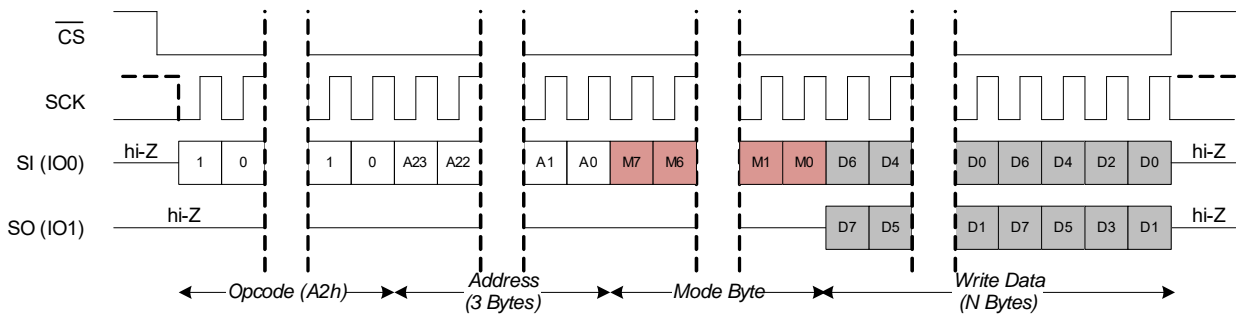 CS
SCK
hi-Z
SI (IO0) 1 0 1 0 A23 A22 A1 A0 M7 M6 M1 M0 D6 D4 D0 D6 D4 D2 D0 hi-Z
hi-Z
SO (IO1) D7 D5 D1 D7 D5 D3 D1 hi-Z
Opcode (A2h) Address Mode Byte Write Data
(3 Bytes) (N Bytes)